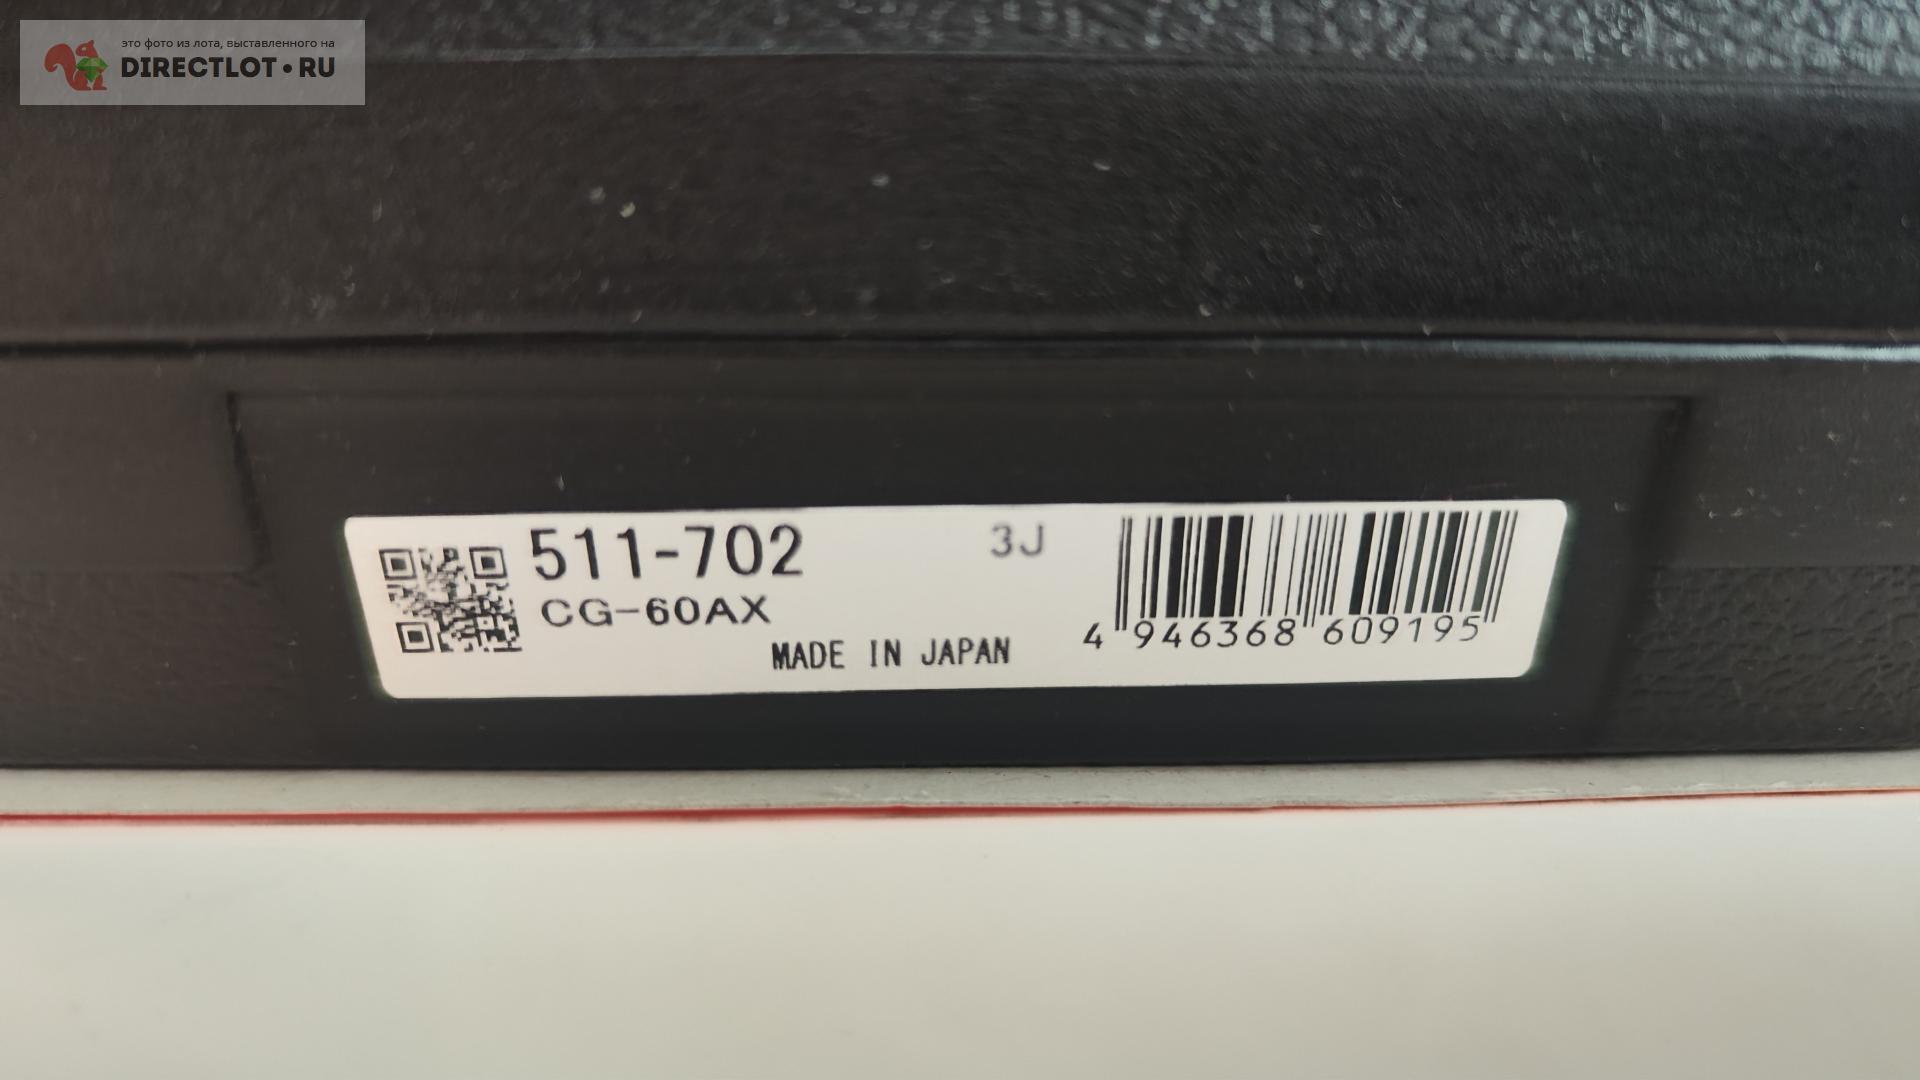 это фото из лота, выставленного на
DIRECTLOT•RU
511-702
3J
CG-60AX
MADE IN JAPAN
4 946368 609195